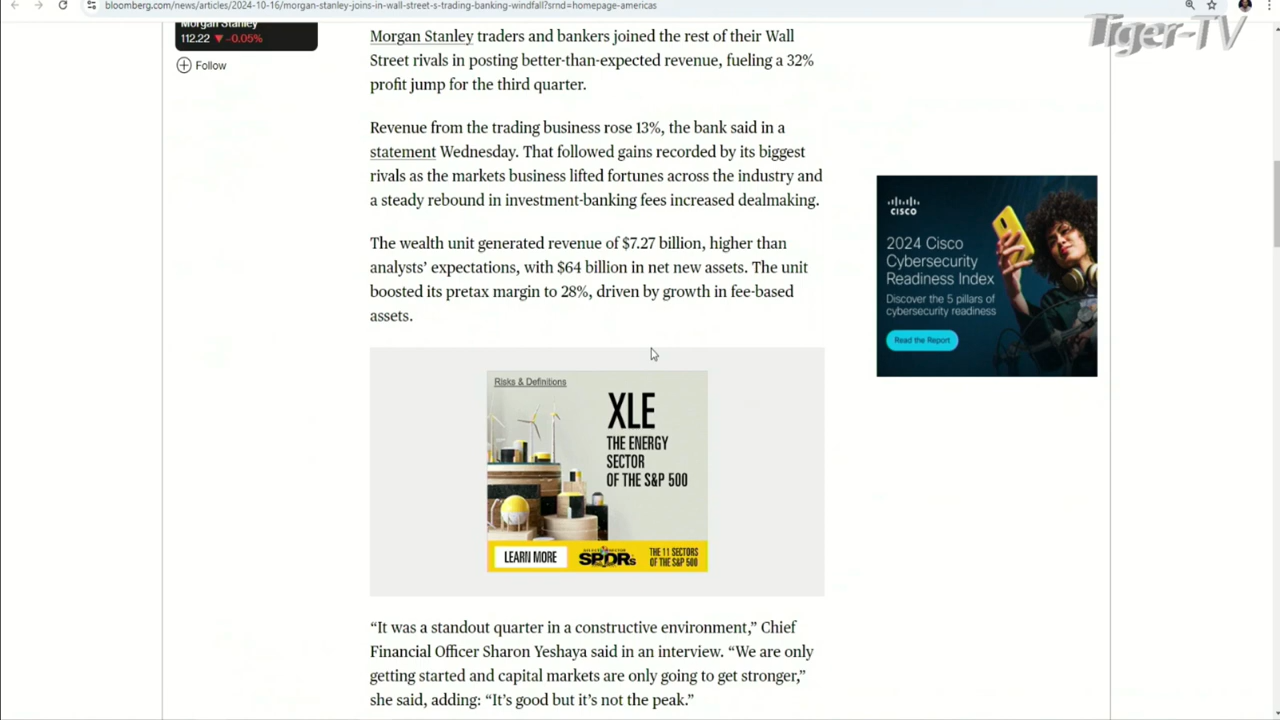 bloomberg.com/news/articles/2024-10-16/morgan-stanley-joins-in-wall-street-s-trading-banking-windfall?srnd=homepage-americas
Tiger-TV
Morgan Stanley
112.22 ▼ -0.05%
Follow
Morgan Stanley traders and bankers joined the rest of their Wall
Street rivals in posting better-than-expected revenue, fueling a 32%
profit jump for the third quarter.
Revenue from the trading business rose 13%, the bank said in a
statement Wednesday. That followed gains recorded by its biggest
rivals as the markets business lifted fortunes across the industry and
a steady rebound in investment-banking fees increased dealmaking.
The wealth unit generated revenue of $7.27 billion, higher than
analysts’ expectations, with $64 billion in net new assets. The unit
boosted its pretax margin to 28%, driven by growth in fee-based
assets.
CISCO
2024 Cisco
Cybersecurity
Readiness Index
Discover the 5 pillars of
cybersecurity readiness
Read the Report
Risks & Definitions
XLE
THE ENERGY
SECTOR
OF THE S&P 500
LEARN MORE
SPDRs
THE 11 SECTORS
OF THE S&P 500
“It was a standout quarter in a constructive environment,” Chief
Financial Officer Sharon Yeshaya said in an interview. “We are only
getting started and capital markets are only going to get stronger,”
she said, adding: “It’s good but it’s not the peak.”